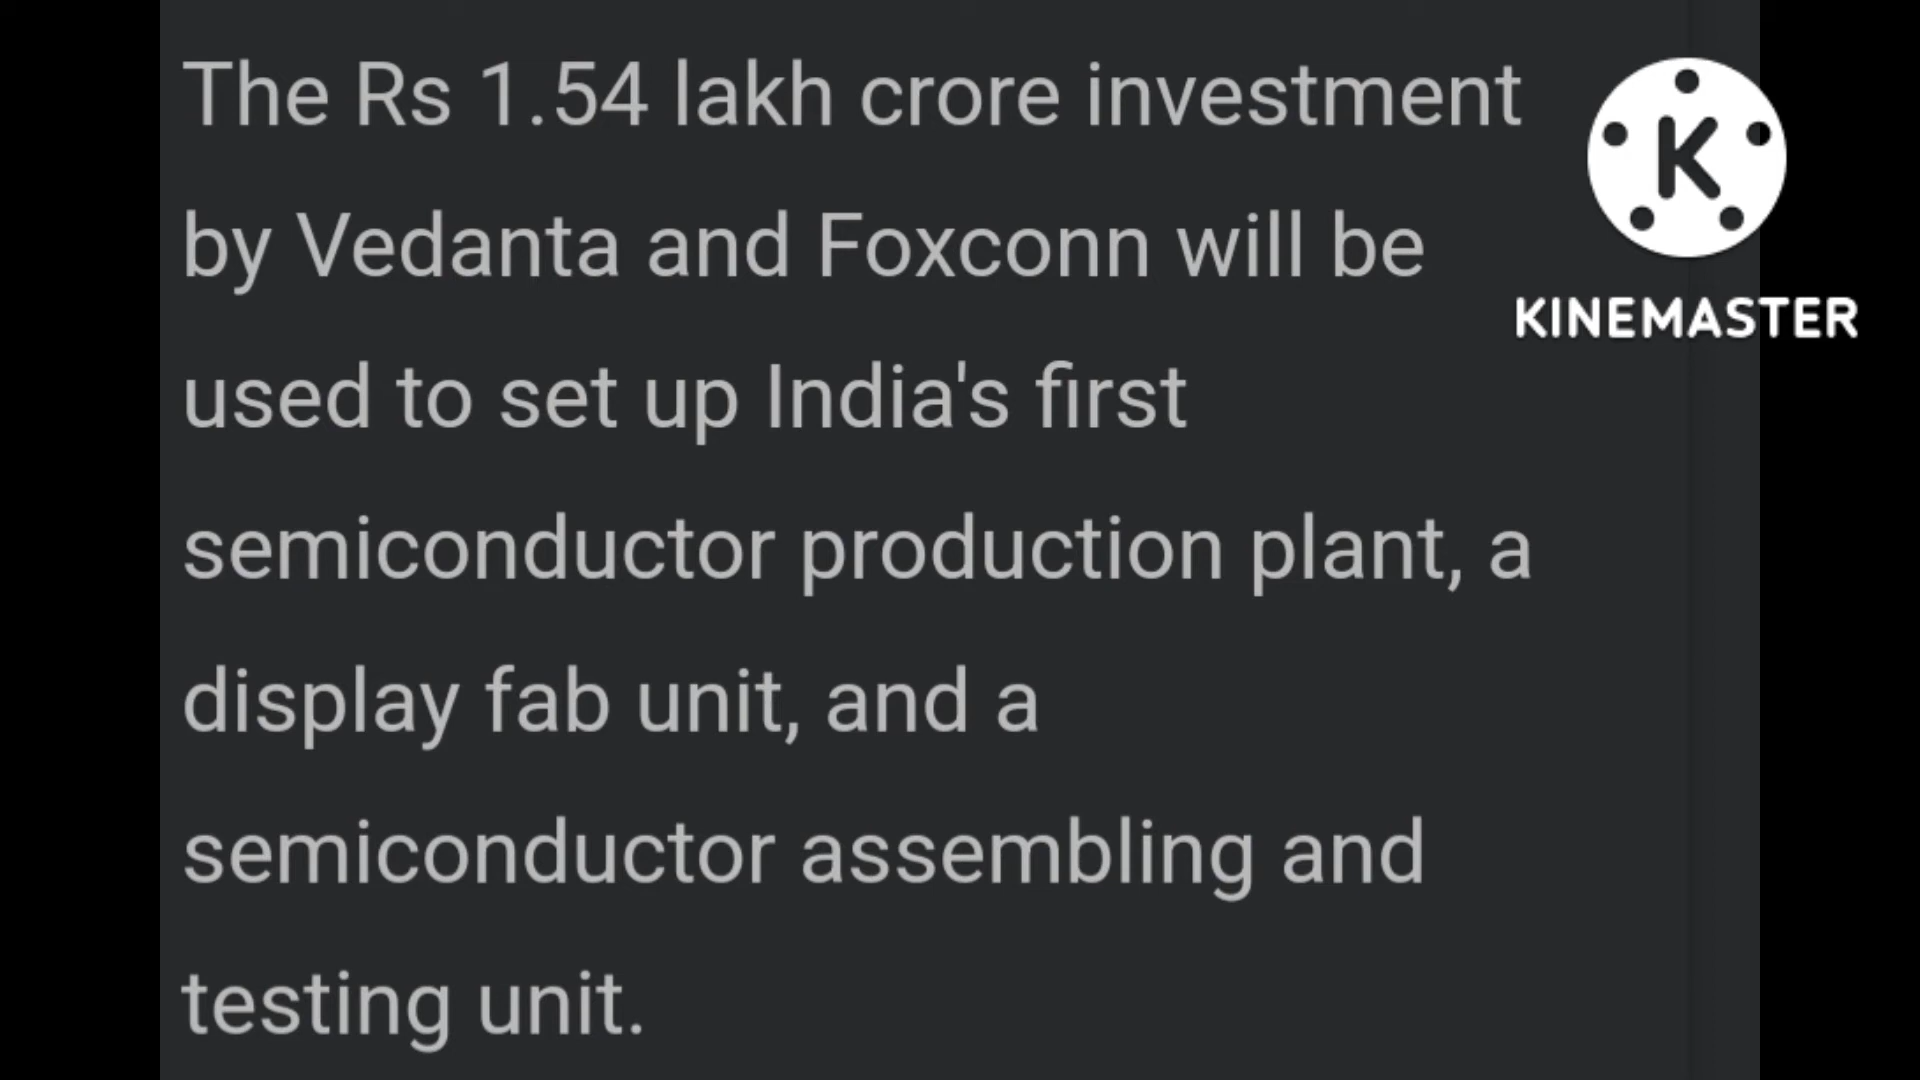 The Rs 1.54 lakh crore investment
by Vedanta and Foxconn will be
used to set up India's first
semiconductor production plant, a
display fab unit, and a
semiconductor assembling and
testing unit.
K
KINEMASTER